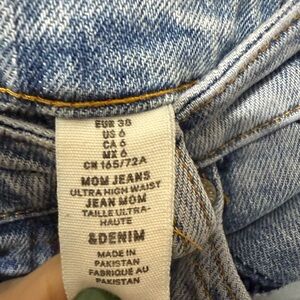 EUR 38
US 6
CA 6
MX 6
CN 165/72A
MOM JEANS
ULTRA HIGH WAIST
JEAN MOM
TAILLE ULTRA-
HAUTE
&DENIM
MADE IN
PAKISTAN
FABRIQUÉ AU
PAKISTAN